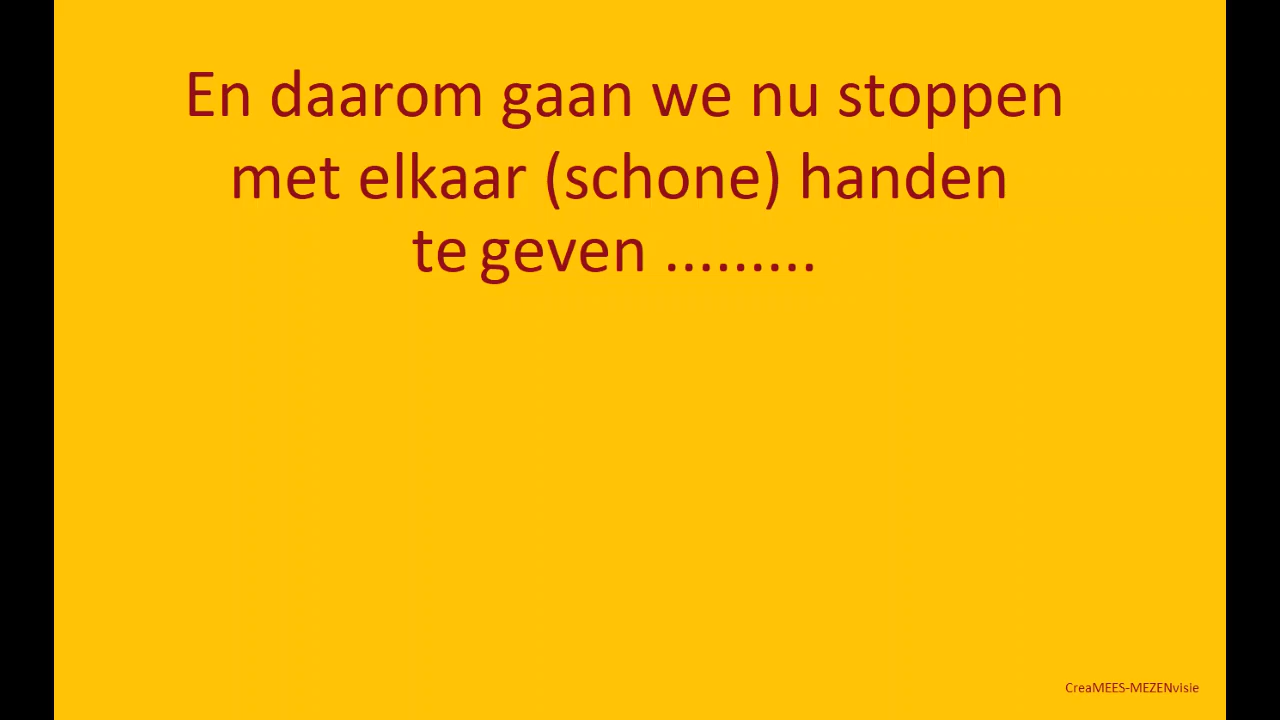 En daarom gaan we nu stoppen
met elkaar (schone) handen
te geven .........
CreaMEES-MEZENvisie